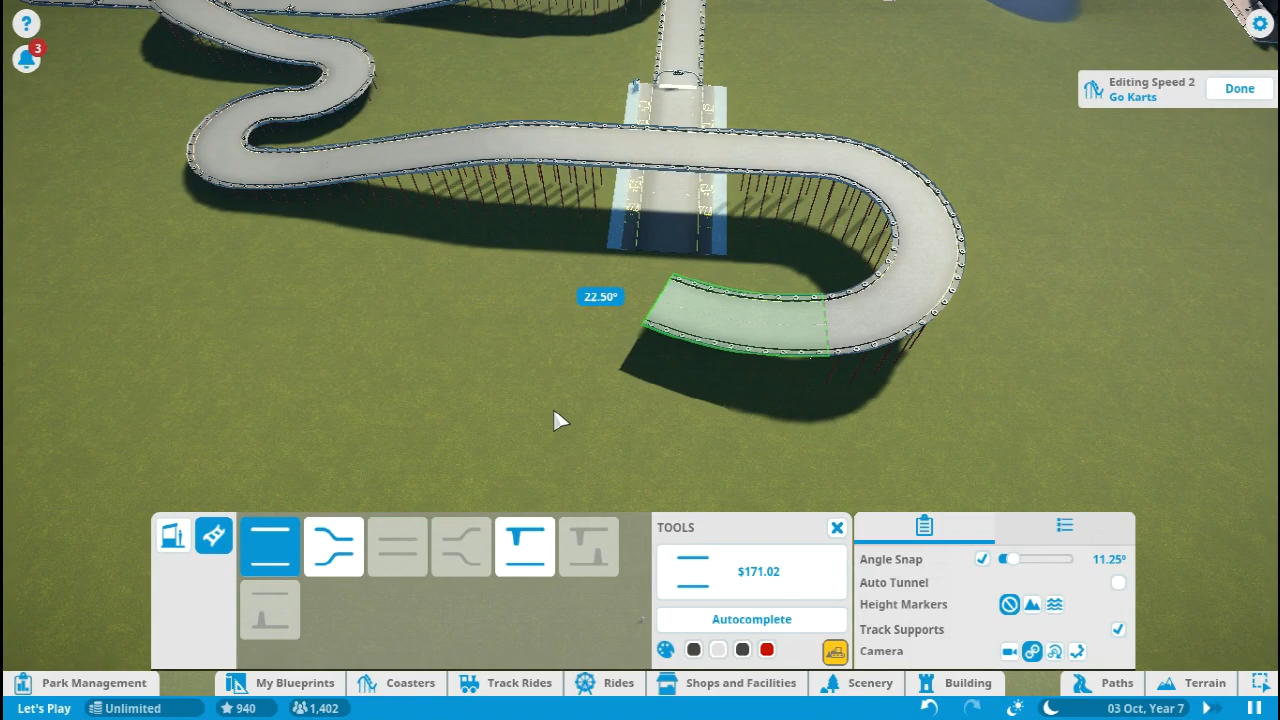 ?
3
Editing Speed 2
Go Karts
Done
22.50°
TOOLS
$171.02
Autocomplete
Angle Snap
11.25°
Auto Tunnel
Height Markers
Track Supports
Camera
Park Management
My Blueprints
Coasters
Track Rides
Rides
Shops and Facilities
Scenery
Building
Paths
Terrain
Let's Play
Unlimited
940
1,402
03 Oct, Year 7